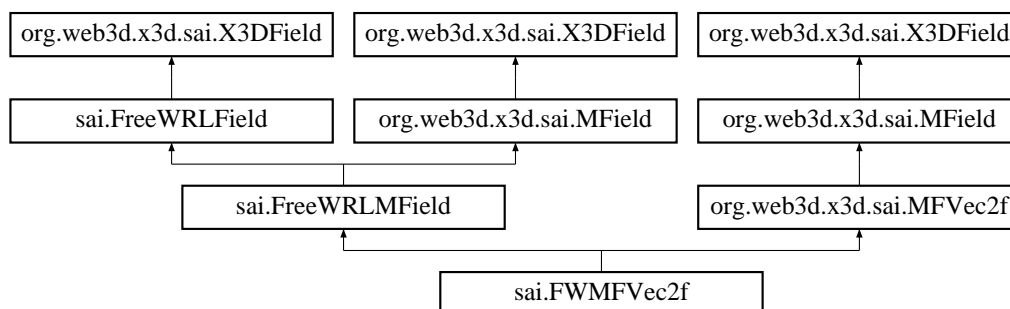 org.web3d.x3d.sai.X3DField
org.web3d.x3d.sai.X3DField
org.web3d.x3d.sai.X3DField
sai.FreeWRLField
org.web3d.x3d.sai.MField
org.web3d.x3d.sai.MField
sai.FreeWRLMField
org.web3d.x3d.sai.MFVec2f
sai.FWMFVec2f